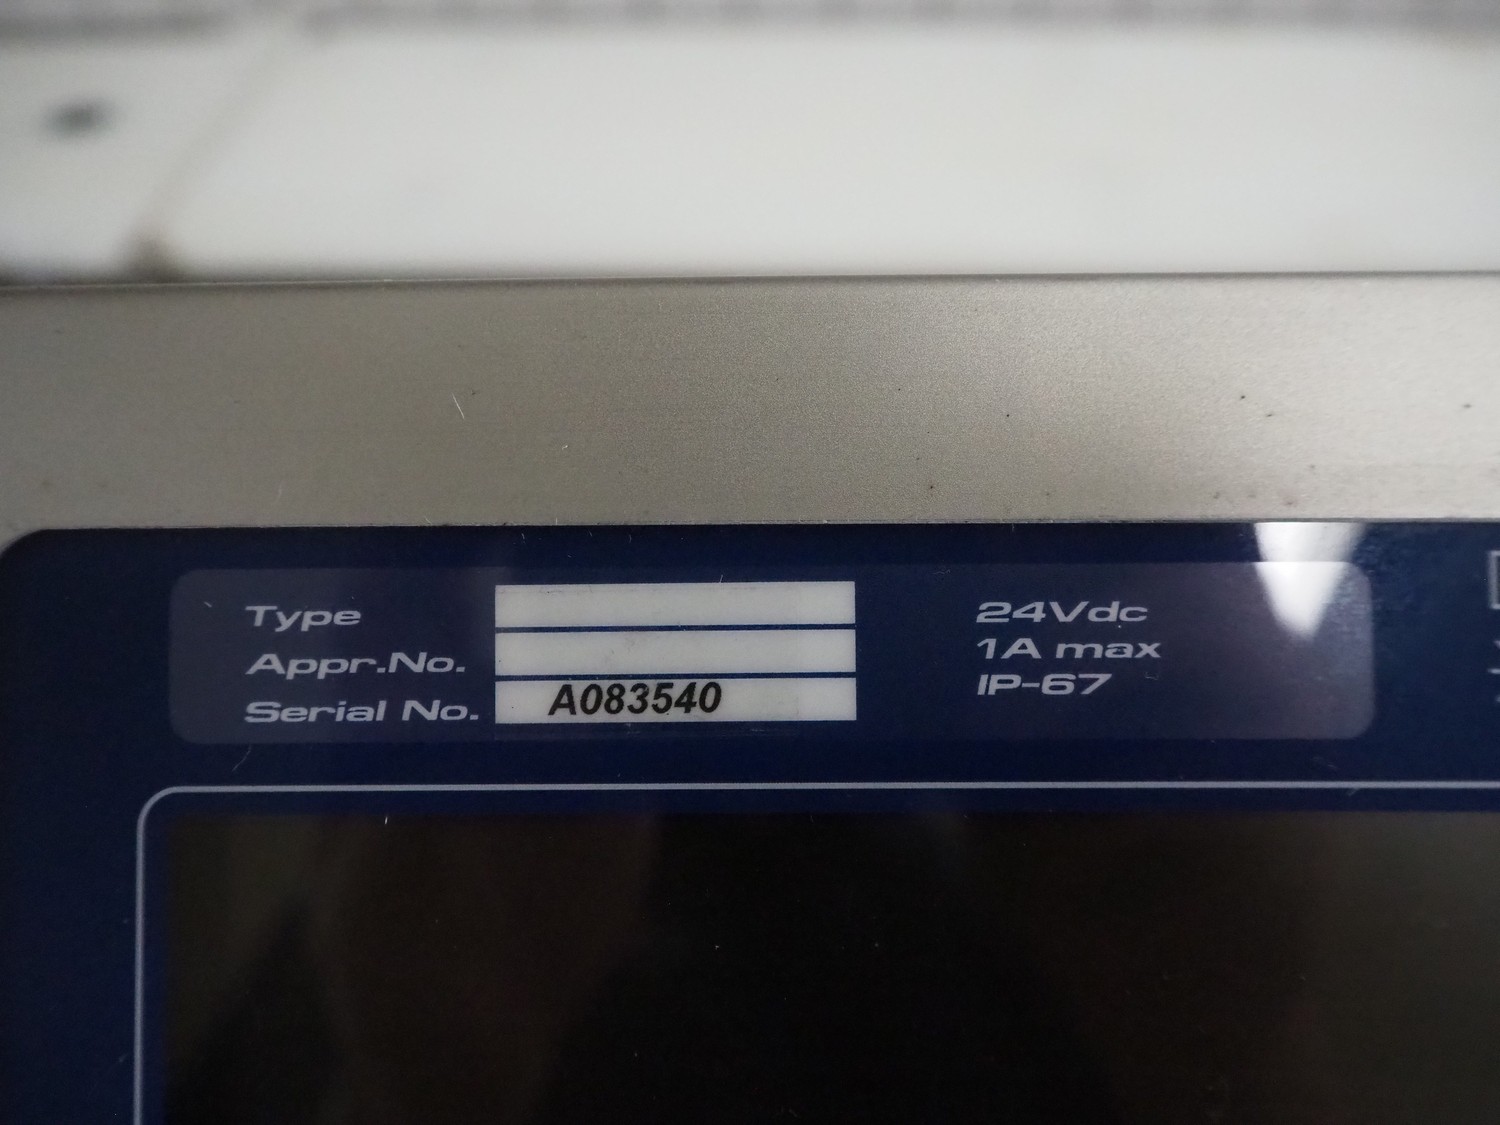 Type
Appr.No.
Serial No. A083540
24Vdc
1A max
IP-67